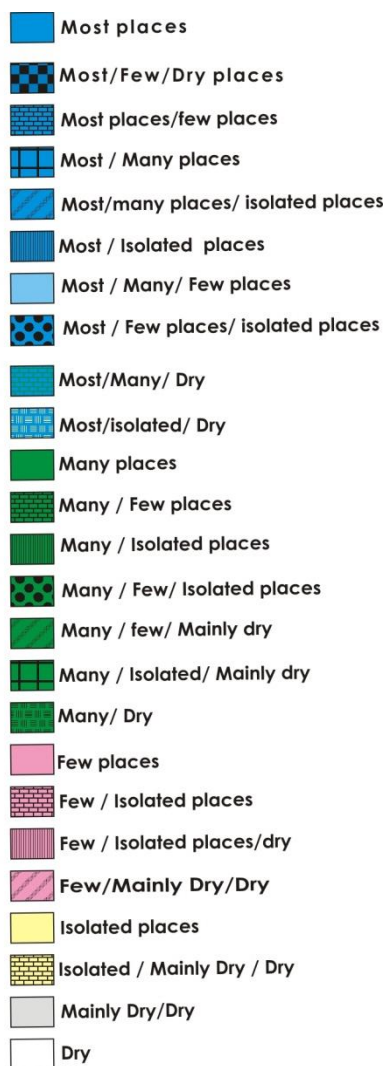 Most places
Most/Few/Dry places
Most places/few places
Most / Many places
Most/many places/ isolated places
Most / Isolated places
Most / Many/ Few places
Most / Few places/ isolated places
Most/Many/ Dry
Most/isolated/ Dry
Many places
Many / Few places
Many / Isolated places
Many / Few/ Isolated places
Many / few/ Mainly dry
Many / Isolated/ Mainly dry
Many/ Dry
Few places
Few / Isolated places
Few / Isolated places/dry
Few/Mainly Dry/Dry
Isolated places
Isolated / Mainly Dry / Dry
Mainly Dry/Dry
Dry